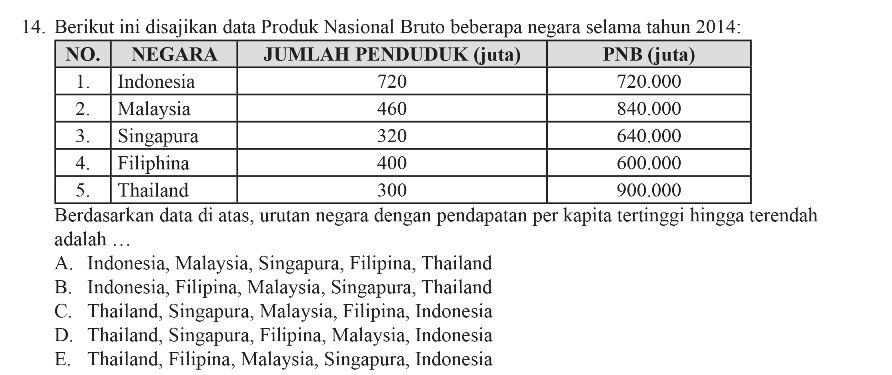 14. Berikut ini disajikan data Produk Nasional Bruto beberapa negara selama tahun 2014:
NO. NEGARA JUMLAH PENDUDUK (juta) PNB (juta)
1. Indonesia 720 720.000
2. Malaysia 460 840.000
3. Singapura 320 640.000
4. Filiphina 400 600.000
5. Thailand 300 900.000
Berdasarkan data di atas, urutan negara dengan pendapatan per kapita tertinggi hingga terendah
adalah …
A. Indonesia, Malaysia, Singapura, Filipina, Thailand
B. Indonesia, Filipina, Malaysia, Singapura, Thailand
C. Thailand, Singapura, Malaysia, Filipina, Indonesia
D. Thailand, Singapura, Filipina, Malaysia, Indonesia
E. Thailand, Filipina, Malaysia, Singapura, Indonesia